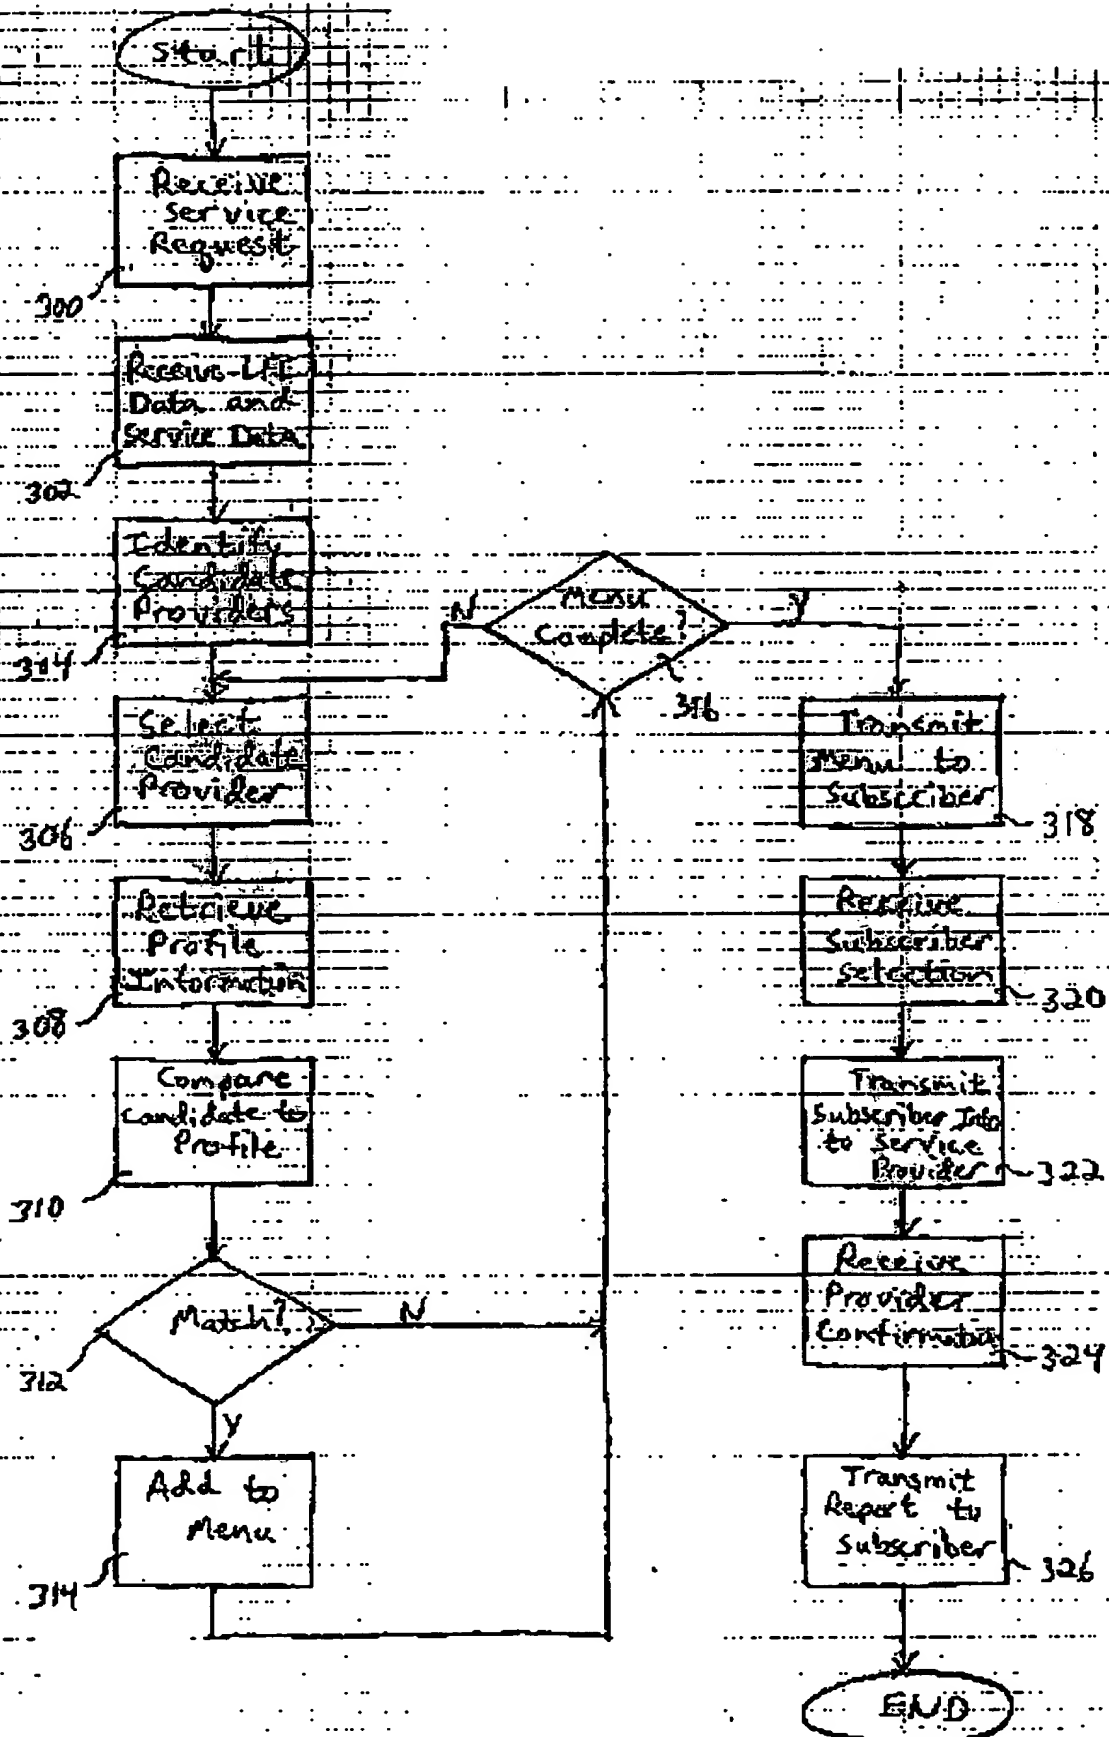 Start
Receive
Service
Request
300
Receive LPI
Data and
Service Data
302
Identify
Candidate
Providers
314
Select
Candidate
Provider
306
Retrieve
Profile
Information
308
Compare
Candidate to
Profile
310
Match?
N
312
Y
Add to
Menu
314
Menu
Complete?
N
Y
316
Transmit
Menu to
Subscriber
318
Receive
Subscriber
Selection
320
Transmit
Subscriber Info
to Service
Provider
322
Receive
Provider
Confirmation
324
Transmit
Report to
Subscriber
326
END